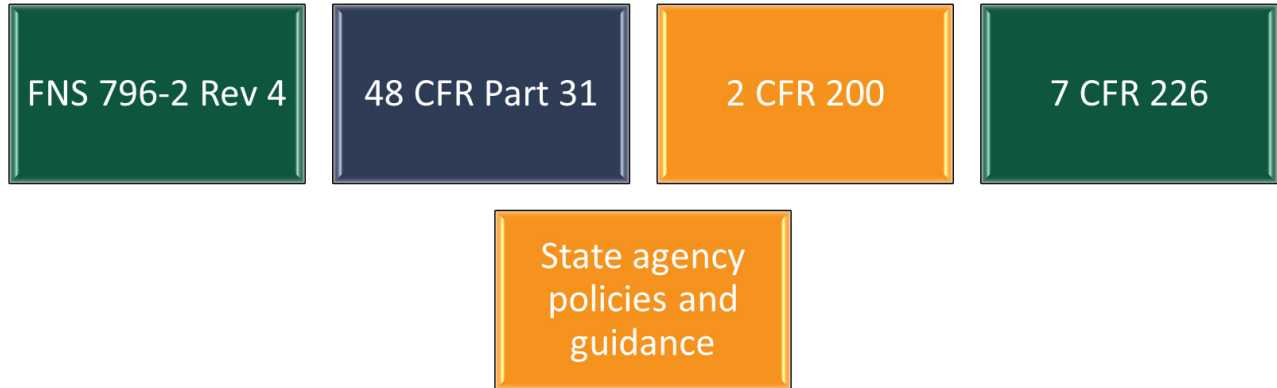 FNS 796-2 Rev 4
48 CFR Part 31
2 CFR 200
7 CFR 226
State agency
policies and
guidance